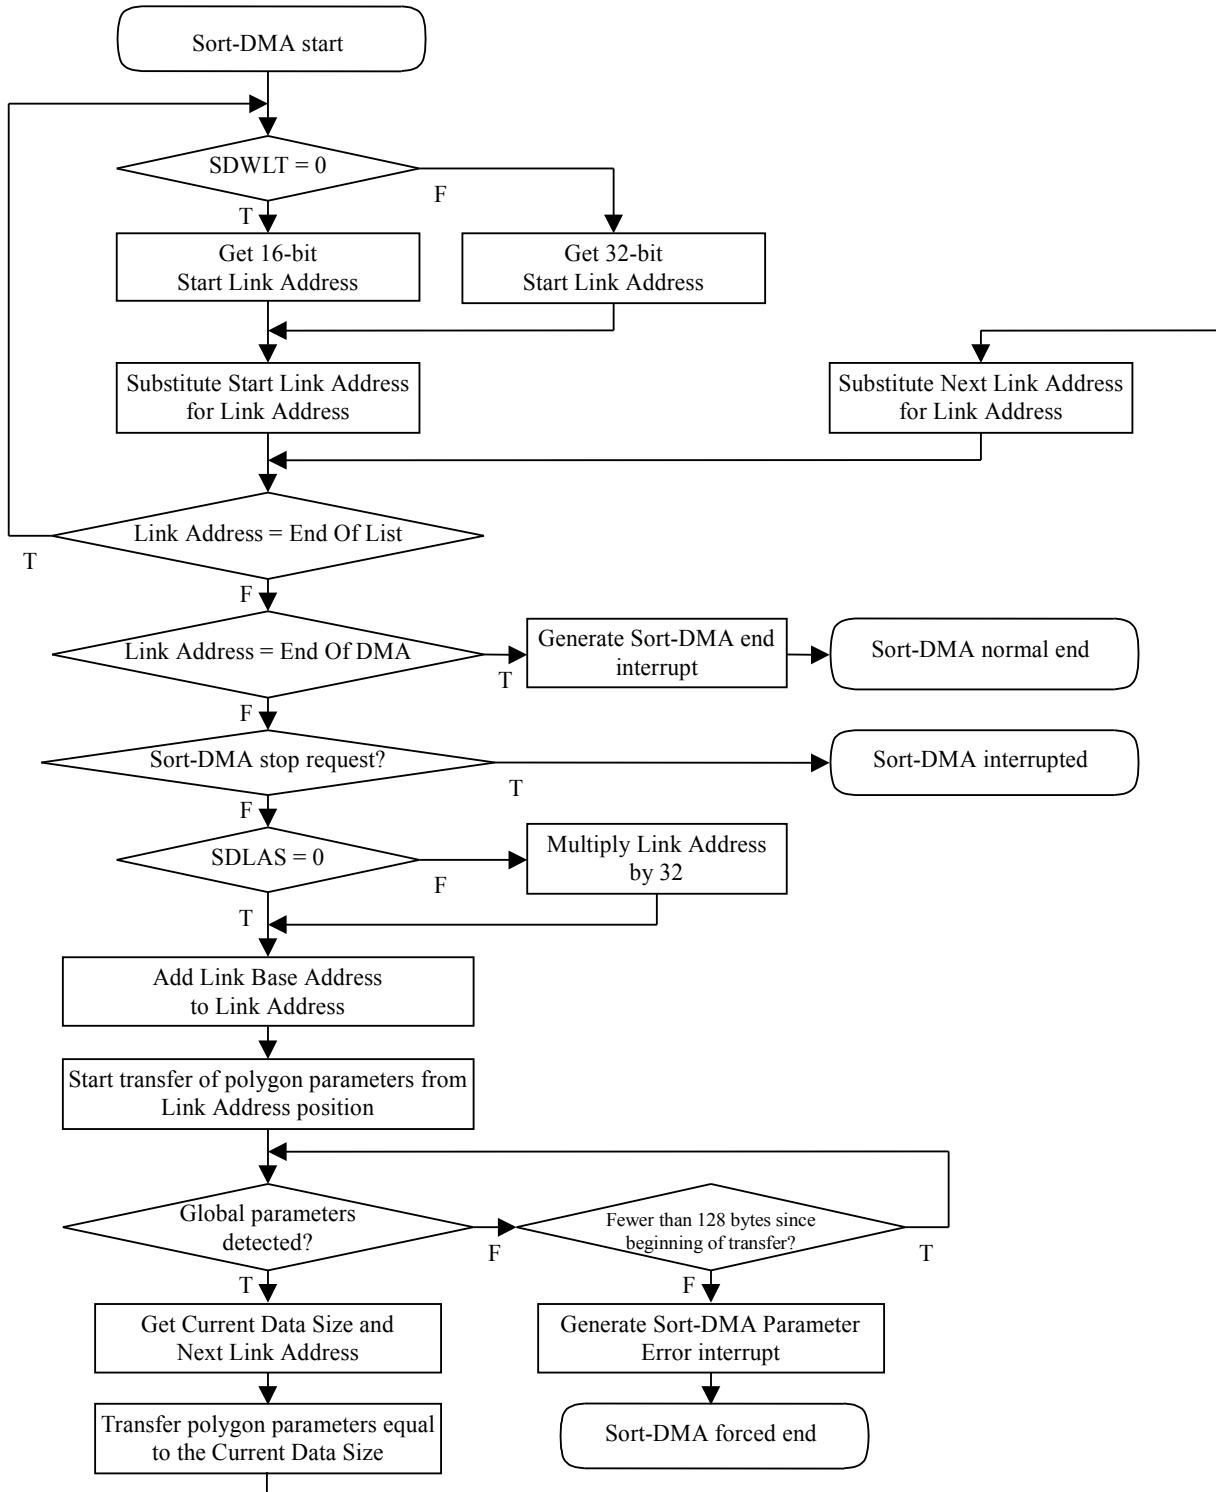 Sort-DMA start
SDWLT = 0
F
T
Get 16-bit
Start Link Address
Get 32-bit
Start Link Address
Substitute Start Link Address
for Link Address
Substitute Next Link Address
for Link Address
Link Address = End Of List
T
F
Link Address = End Of DMA
T
Generate Sort-DMA end
interrupt
Sort-DMA normal end
F
Sort-DMA stop request?
T
Sort-DMA interrupted
F
SDLAS = 0
F
Multiply Link Address
by 32
T
Add Link Base Address
to Link Address
Start transfer of polygon parameters from
Link Address position
Global parameters
detected?
F
Fewer than 128 bytes since
beginning of transfer?
T
T
F
Get Current Data Size and
Next Link Address
Generate Sort-DMA Parameter
Error interrupt
Transfer polygon parameters equal
to the Current Data Size
Sort-DMA forced end